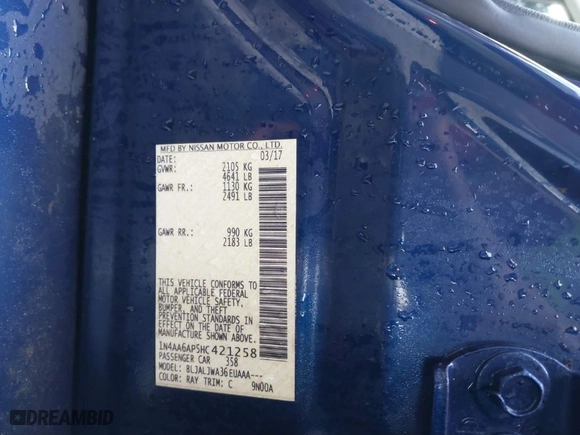 MFD BY NISSAN MOTOR CO., LTD.
DATE: 03/17
GVWR: 2105 KG
4641 LB
GAWR FR.: 1130 KG
2491 LB
GAWR RR.: 990 KG
2183 LB
THIS VEHICLE CONFORMS TO
ALL APPLICABLE FEDERAL
MOTOR VEHICLE SAFETY,
BUMPER, AND THEFT
PREVENTION STANDARDS IN
EFFECT ON THE DATE OF
MANUFACTURE SHOWN ABOVE.
1N4AA6AP5HC421258
PASSENGER CAR 358
MODEL: BLJALJWA36EUAAA---
COLOR: RAY TRIM: C 9N00A
DREAMBID